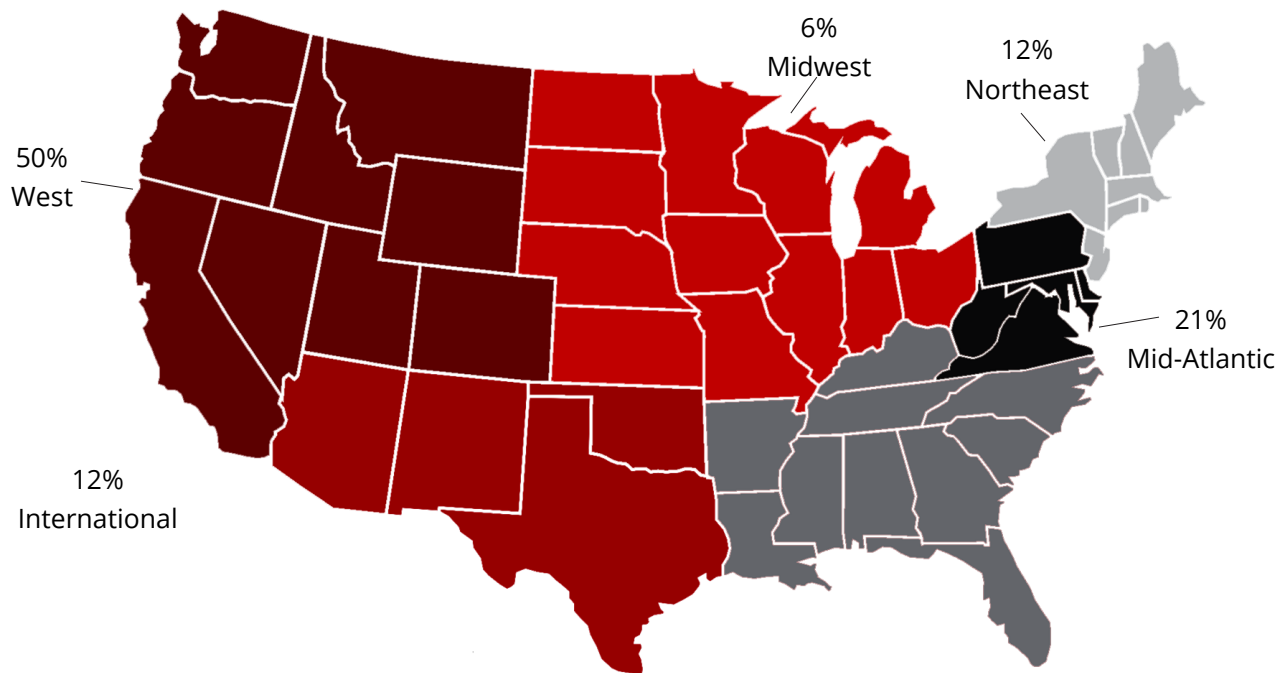 6%
Midwest
12%
Northeast
50%
West
21%
Mid-Atlantic
12%
International